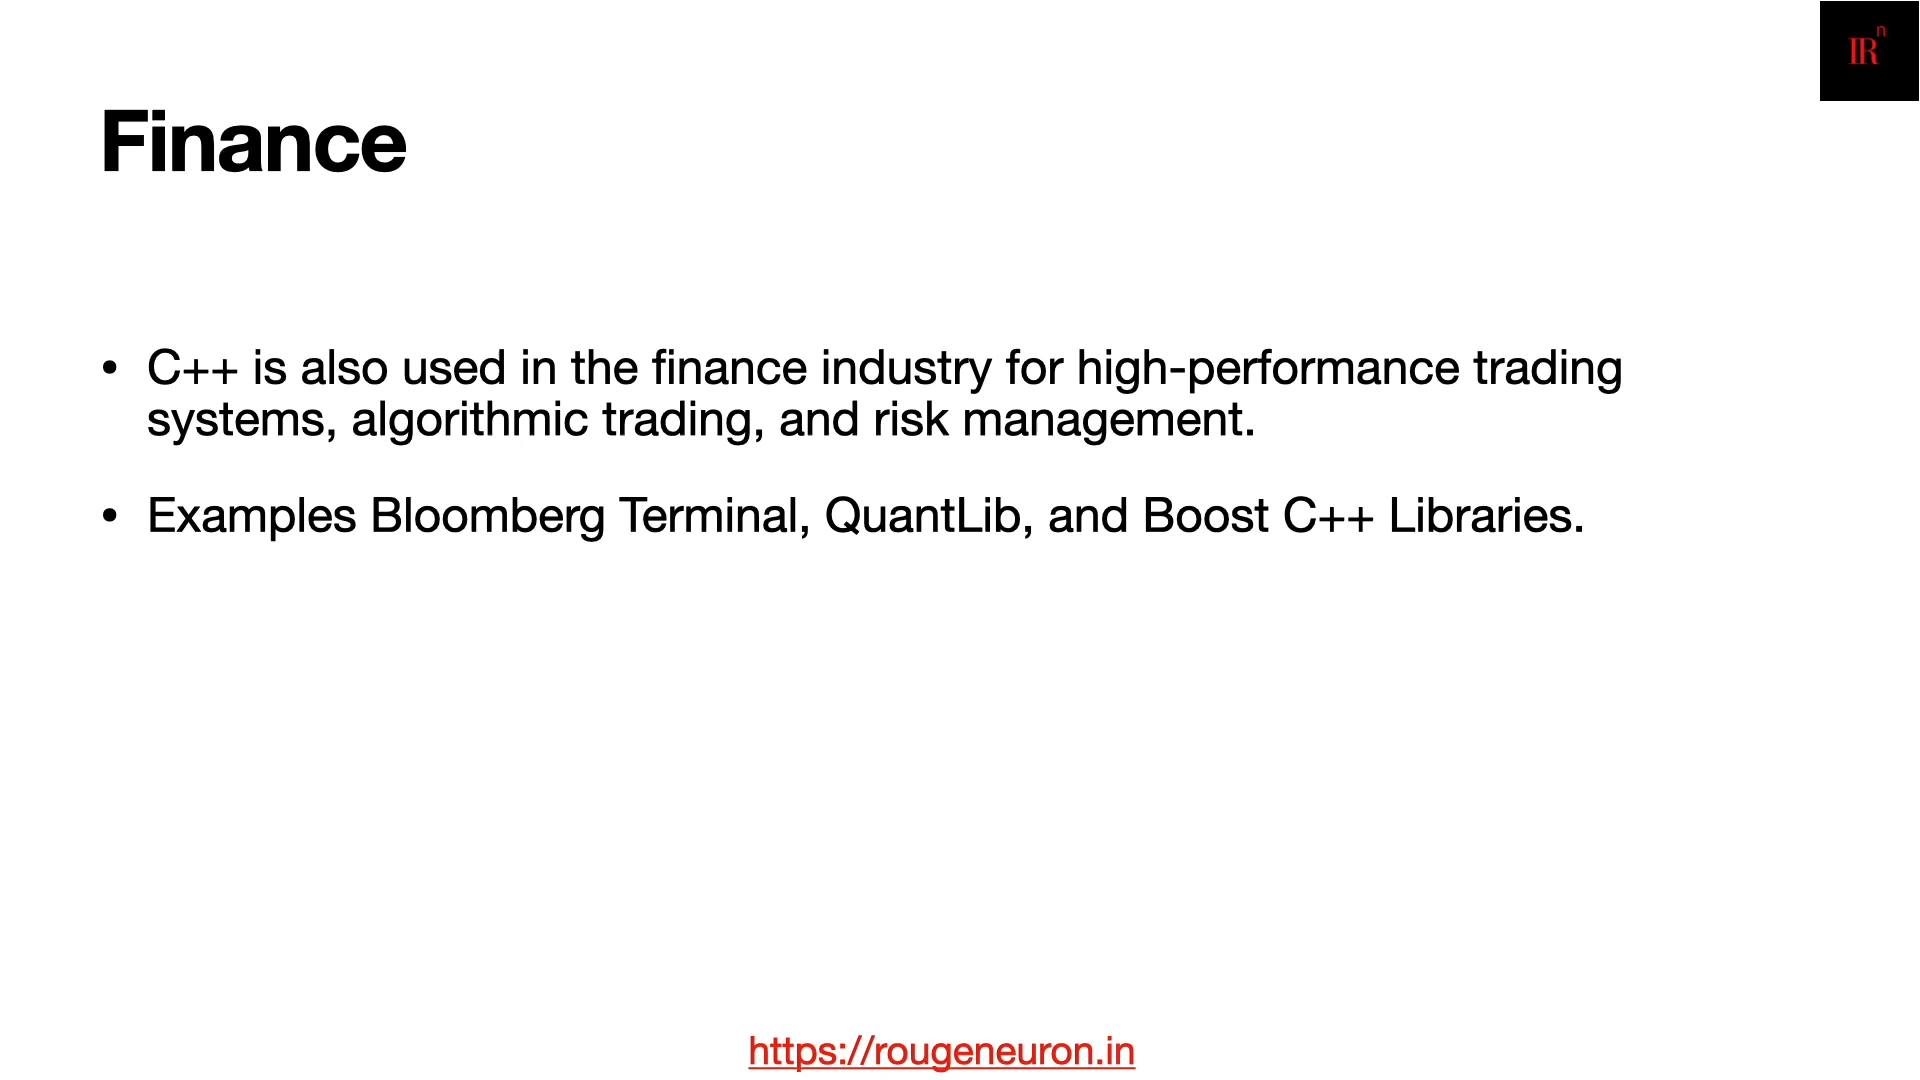 IRⁿ
Finance
• C++ is also used in the finance industry for high-performance trading
systems, algorithmic trading, and risk management.
• Examples Bloomberg Terminal, QuantLib, and Boost C++ Libraries.
https://rougeneuron.in